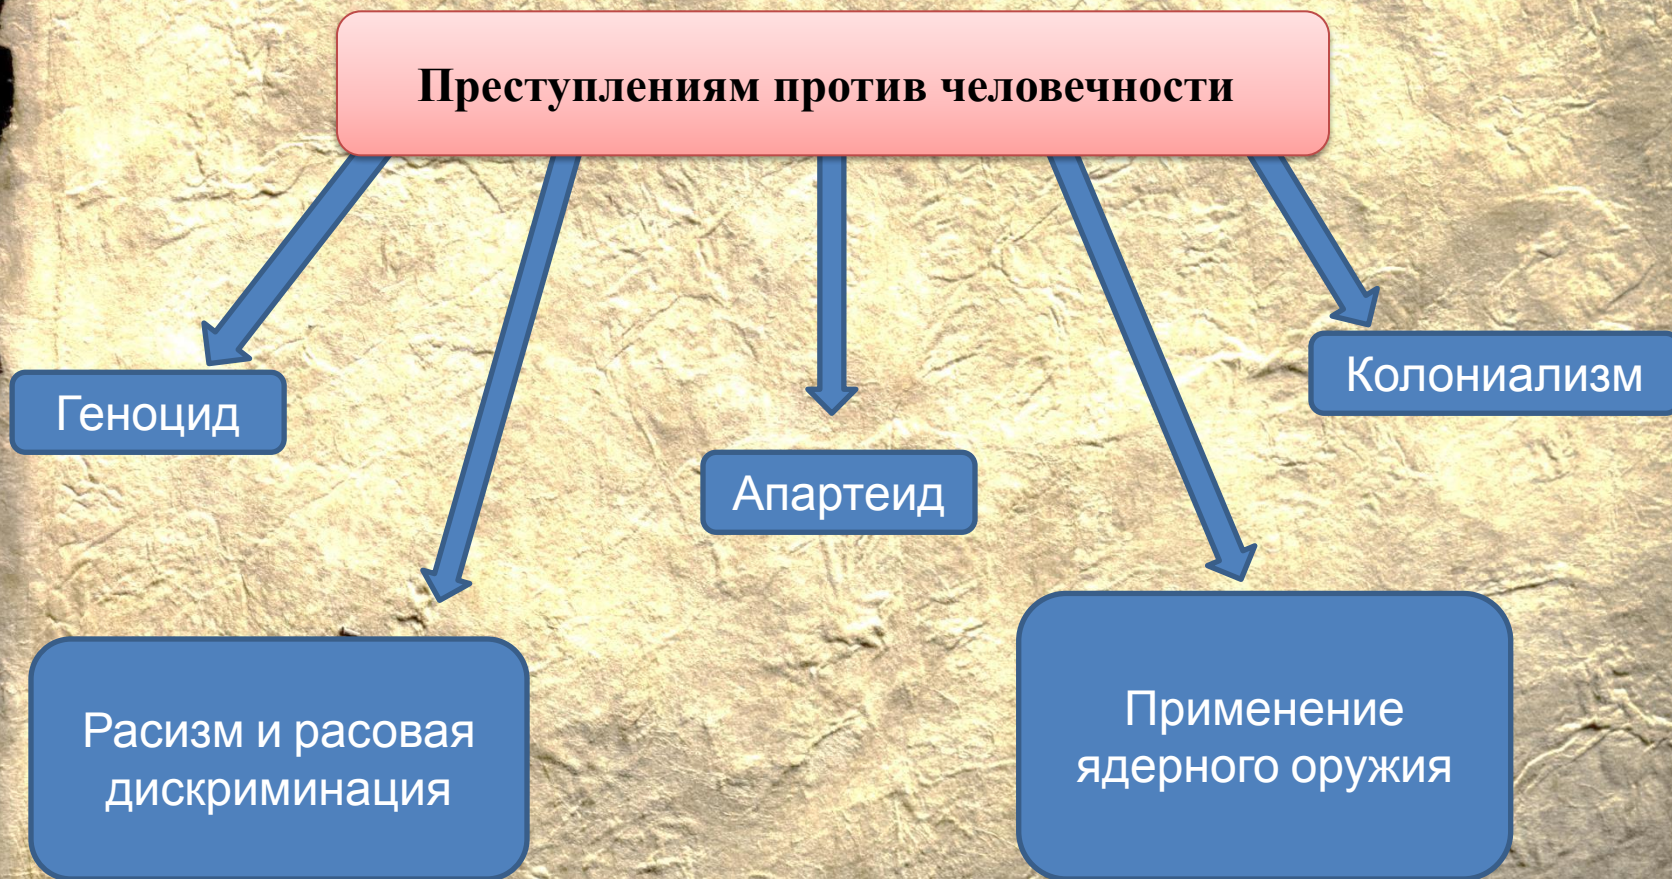 Преступлениям против человечности
Геноцид
Колониализм
Апартеид
Расизм и расовая
дискриминация
Применение
ядерного оружия